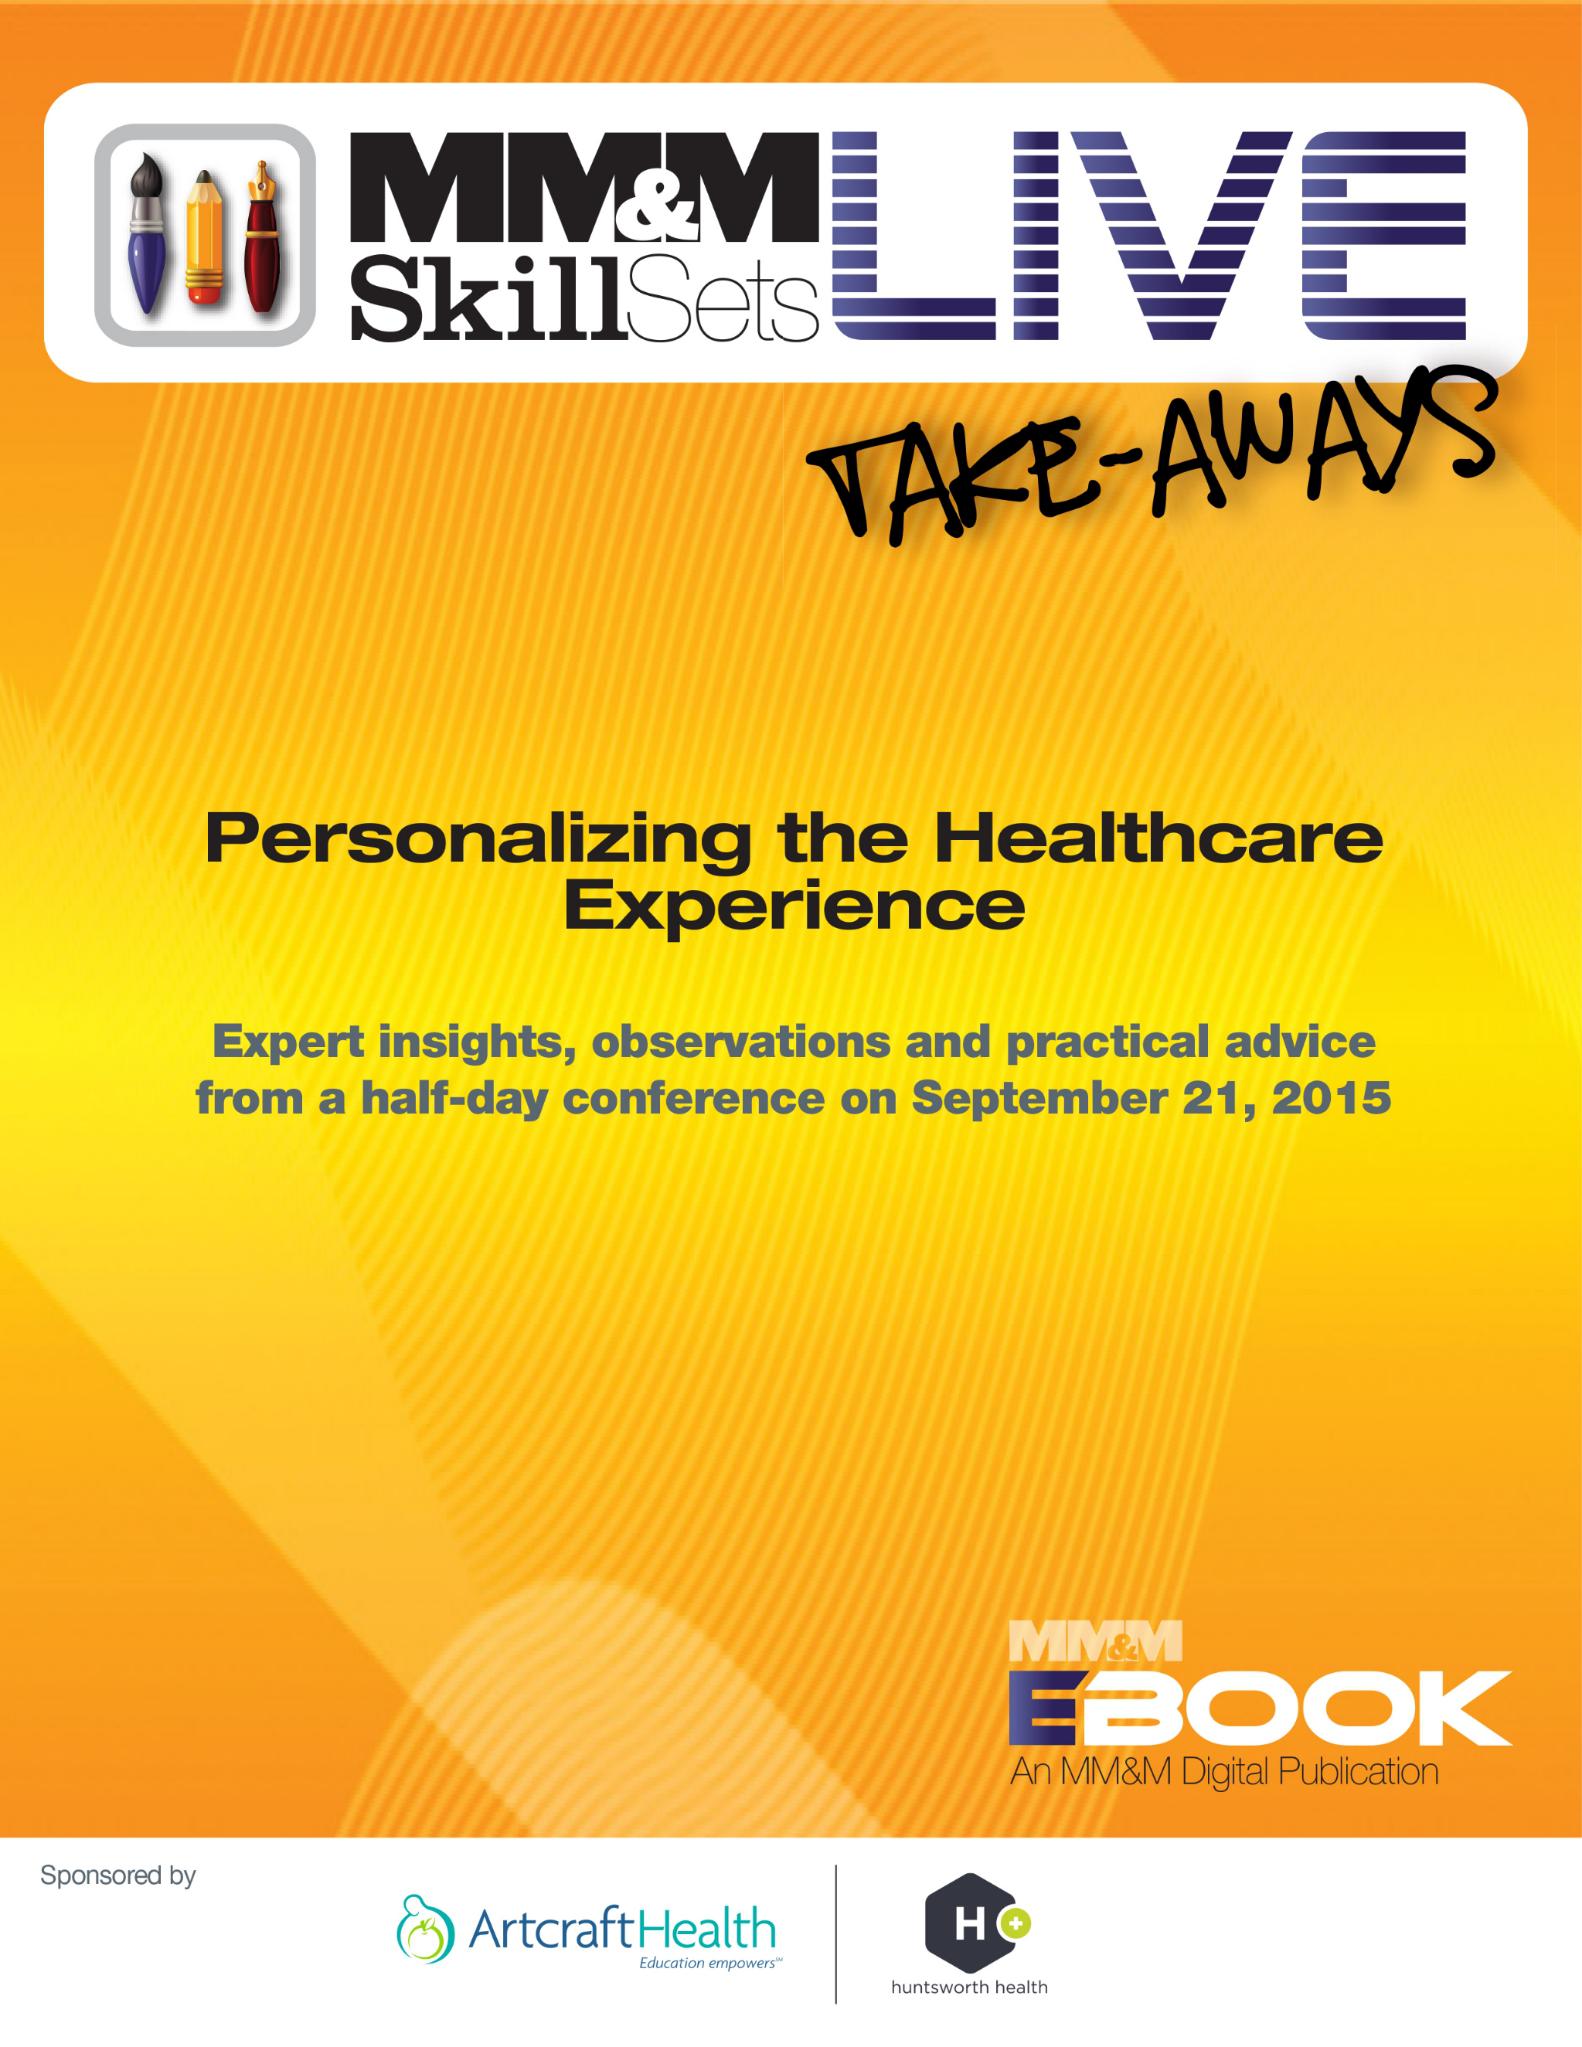 MM&M
SkillSets
LIVE
TAKE-AWAYS
Personalizing the Healthcare
Experience
Expert insights, observations and practical advice
from a half-day conference on September 21, 2015
MM&M
EBOOK
An MM&M Digital Publication
Sponsored by
ArtcraftHealth
Education empowers℠
H+
huntsworth health